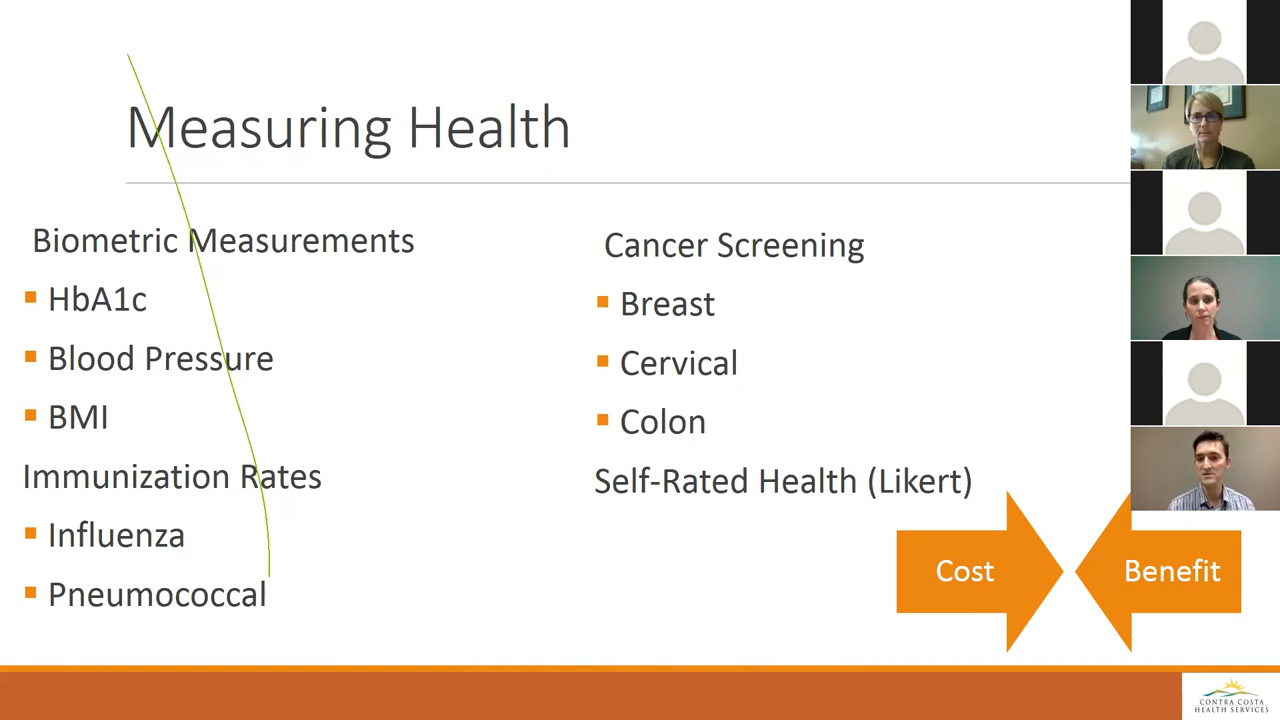 Measuring Health
Biometric Measurements
HbA1c
Blood Pressure
BMI
Immunization Rates
Influenza
Pneumococcal
Cancer Screening
Breast
Cervical
Colon
Self-Rated Health (Likert)
Cost
Benefit
CONTRA COSTA
HEALTH SERVICES